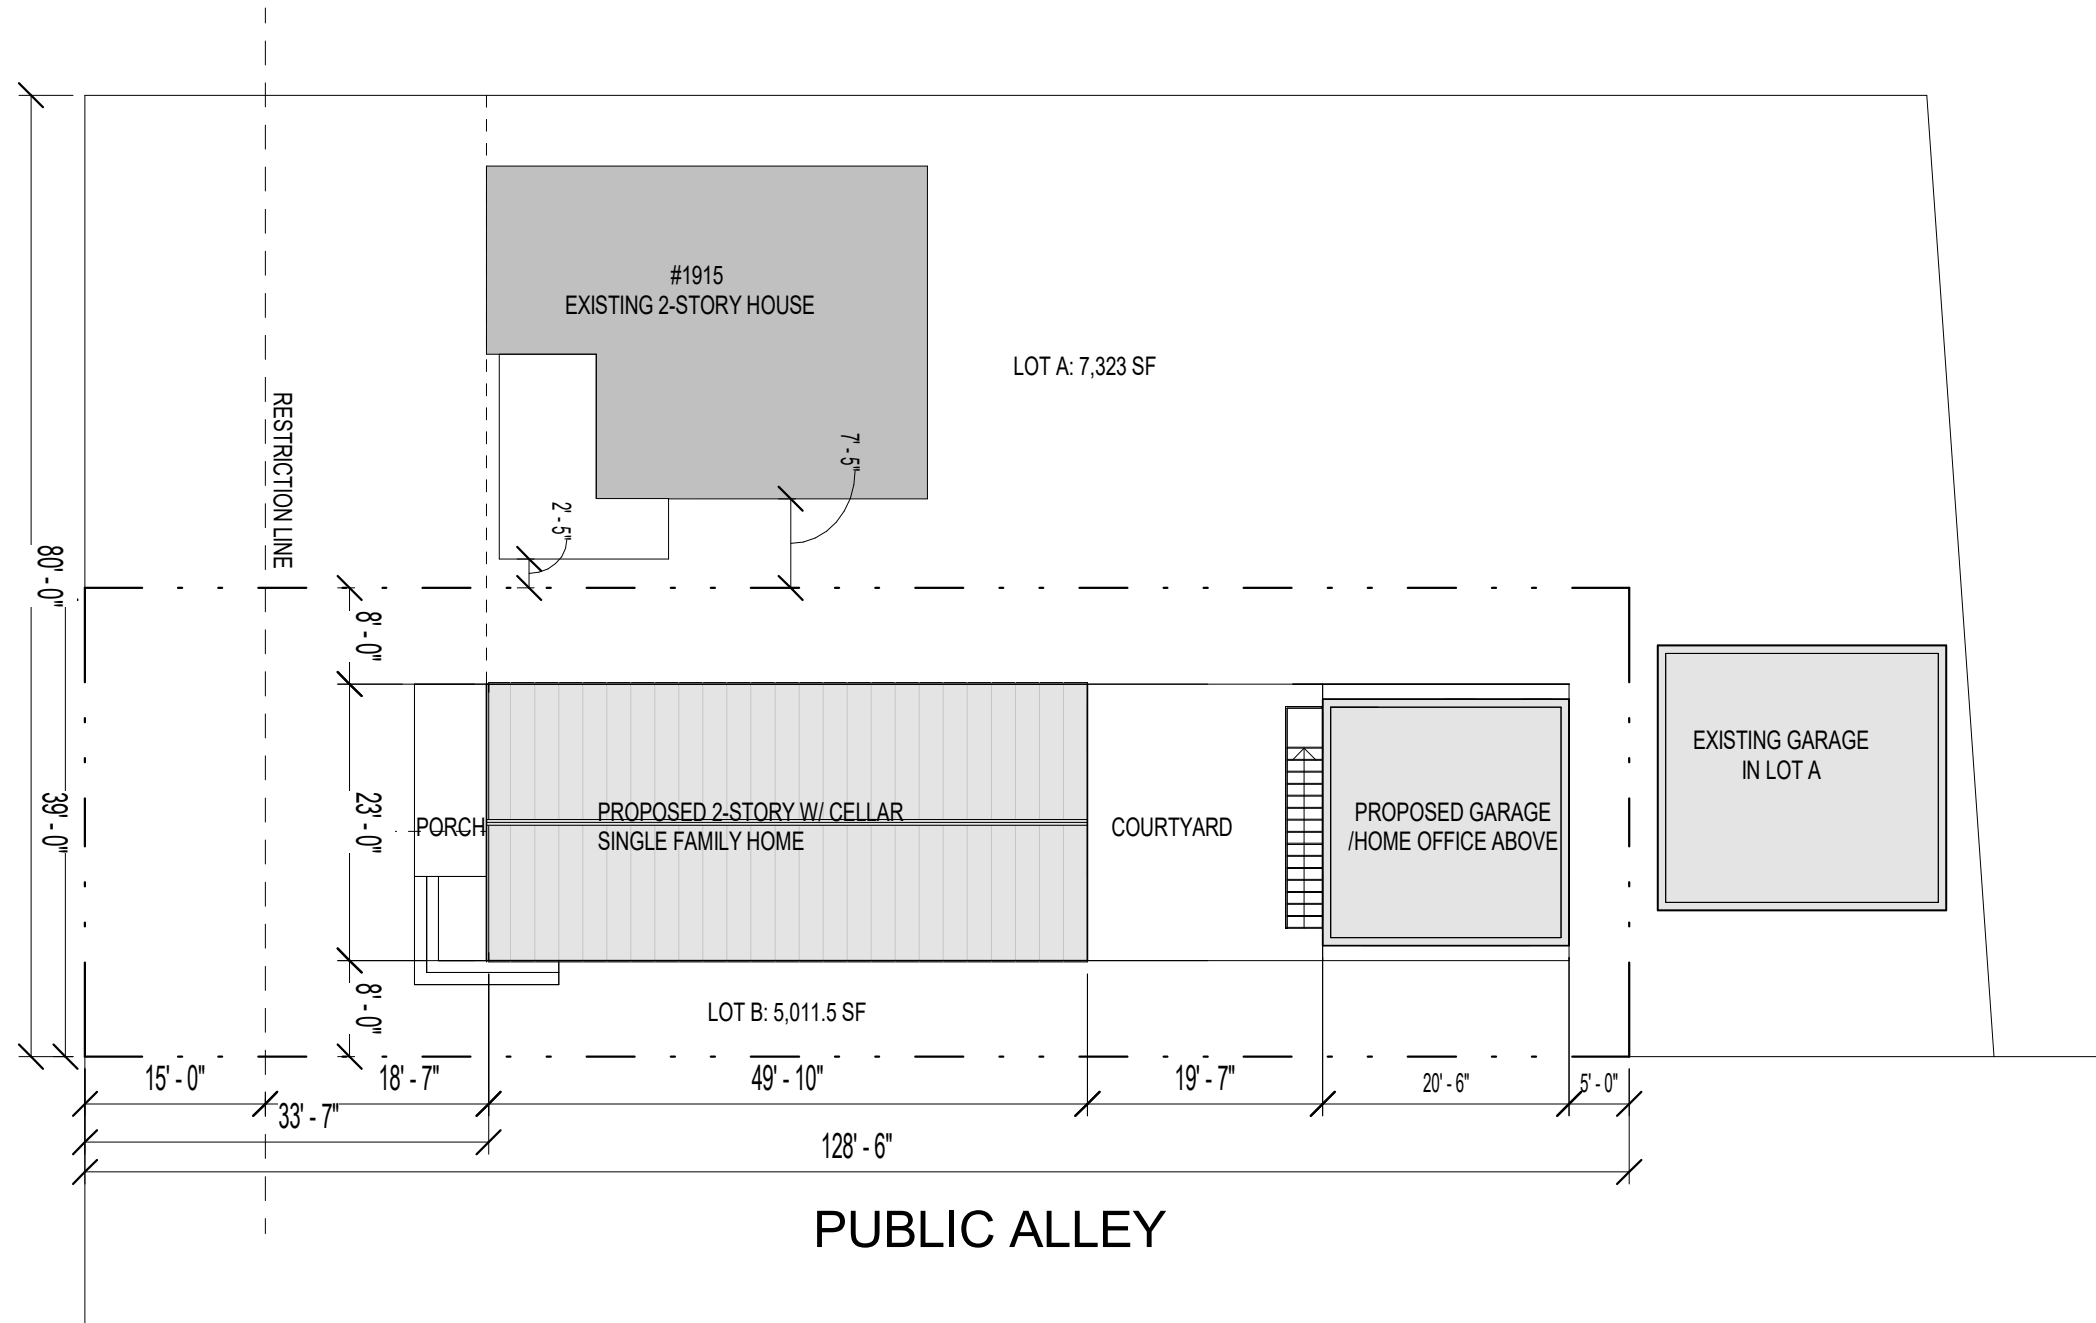 #1915
EXISTING 2-STORY HOUSE
LOT A: 7,323 SF
RESTRICTION LINE
7' - 5"
2' - 5"
80' - 0"
39' - 0"
8' - 0"
23' - 0"
8' - 0"
PORCH
PROPOSED 2-STORY W/ CELLAR
SINGLE FAMILY HOME
COURTYARD
PROPOSED GARAGE
/HOME OFFICE ABOVE
EXISTING GARAGE
IN LOT A
LOT B: 5,011.5 SF
15' - 0"
18' - 7"
49' - 10"
19' - 7"
20' - 6"
5' - 0"
33' - 7"
128' - 6"
PUBLIC ALLEY